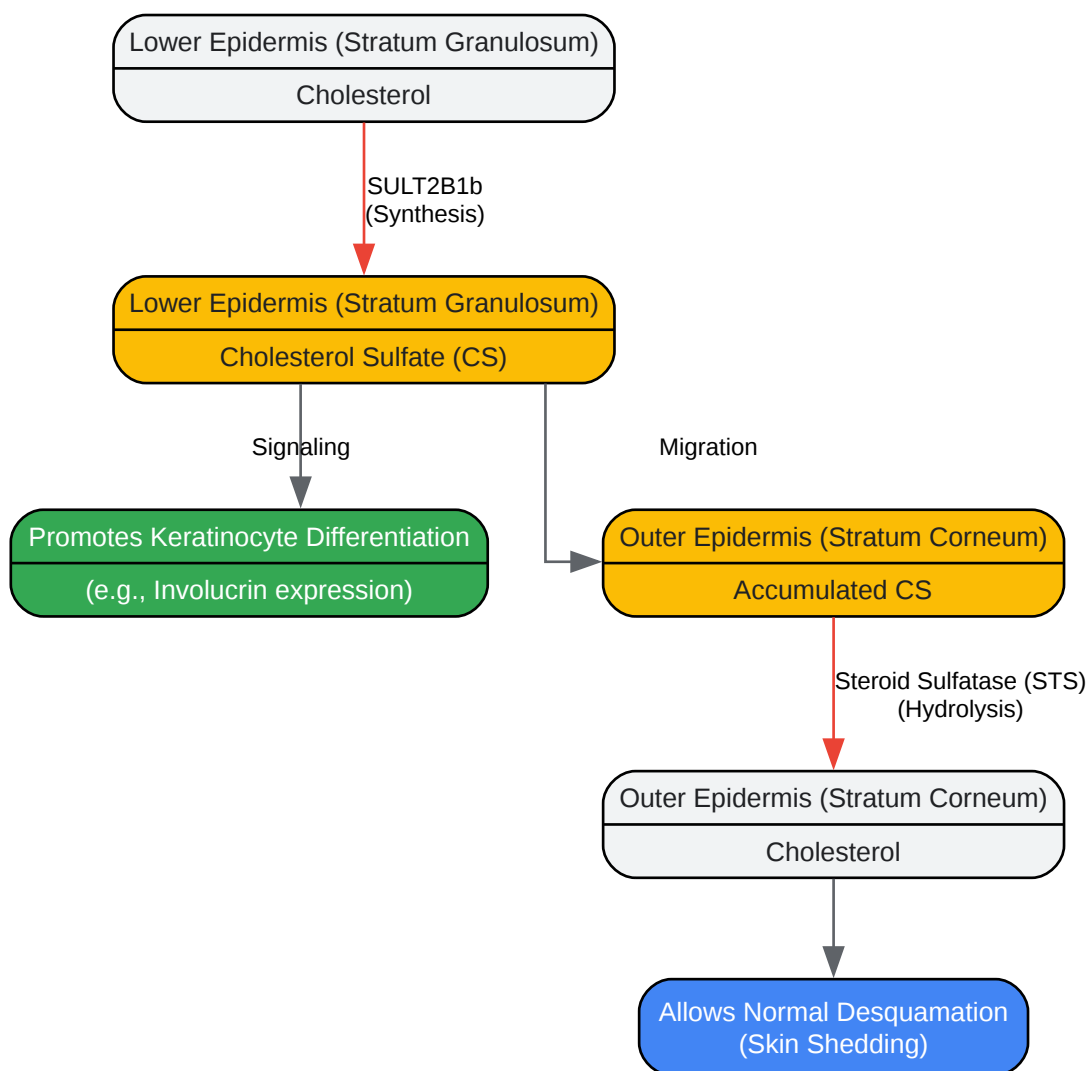 Lower Epidermis (Stratum Granulosum)
Cholesterol
SULT2B1b
(Synthesis)
Lower Epidermis (Stratum Granulosum)
Cholesterol Sulfate (CS)
Signaling
Migration
Promotes Keratinocyte Differentiation
(e.g., Involucrin expression)
Outer Epidermis (Stratum Corneum)
Accumulated CS
Steroid Sulfatase (STS)
(Hydrolysis)
Outer Epidermis (Stratum Corneum)
Cholesterol
Allows Normal Desquamation
(Skin Shedding)